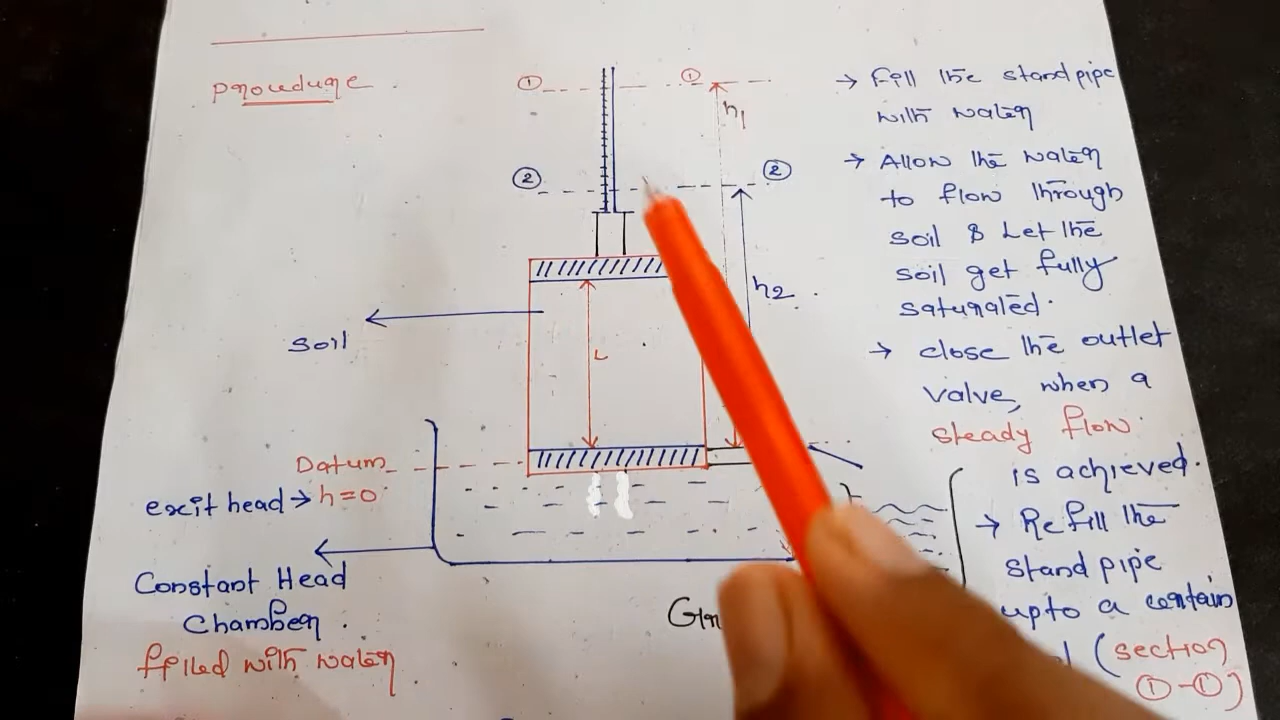 procedure
① ①
h1
② ②
h2
soil
L
Datum
exit head → h=0
Constant Head
Chamber.
filled with water
→ Fill the standpipe
with water
→ Allow the water
to flow through
soil & Let the
soil get fully
saturated.
→ close the outlet
valve, when a
steady flow
is achieved.
→ Refill the
stand pipe
upto a certain
(section
①-①)